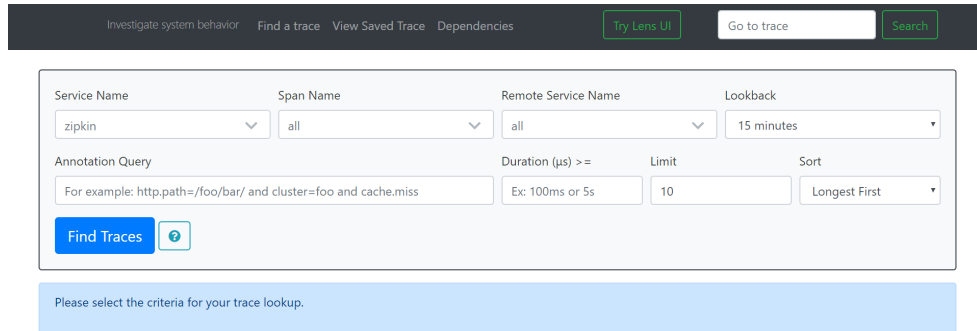 Investigate system behavior Find a trace View Saved Trace Dependencies Try Lens UI Go to trace Search
Service Name Span Name Remote Service Name Lookback
zipkin all all 15 minutes
Annotation Query Duration (μs) >= Limit Sort
For example: http.path=/foo/bar/ and cluster=foo and cache.miss Ex: 100ms or 5s 10 Longest First
Find Traces ?
Please select the criteria for your trace lookup.